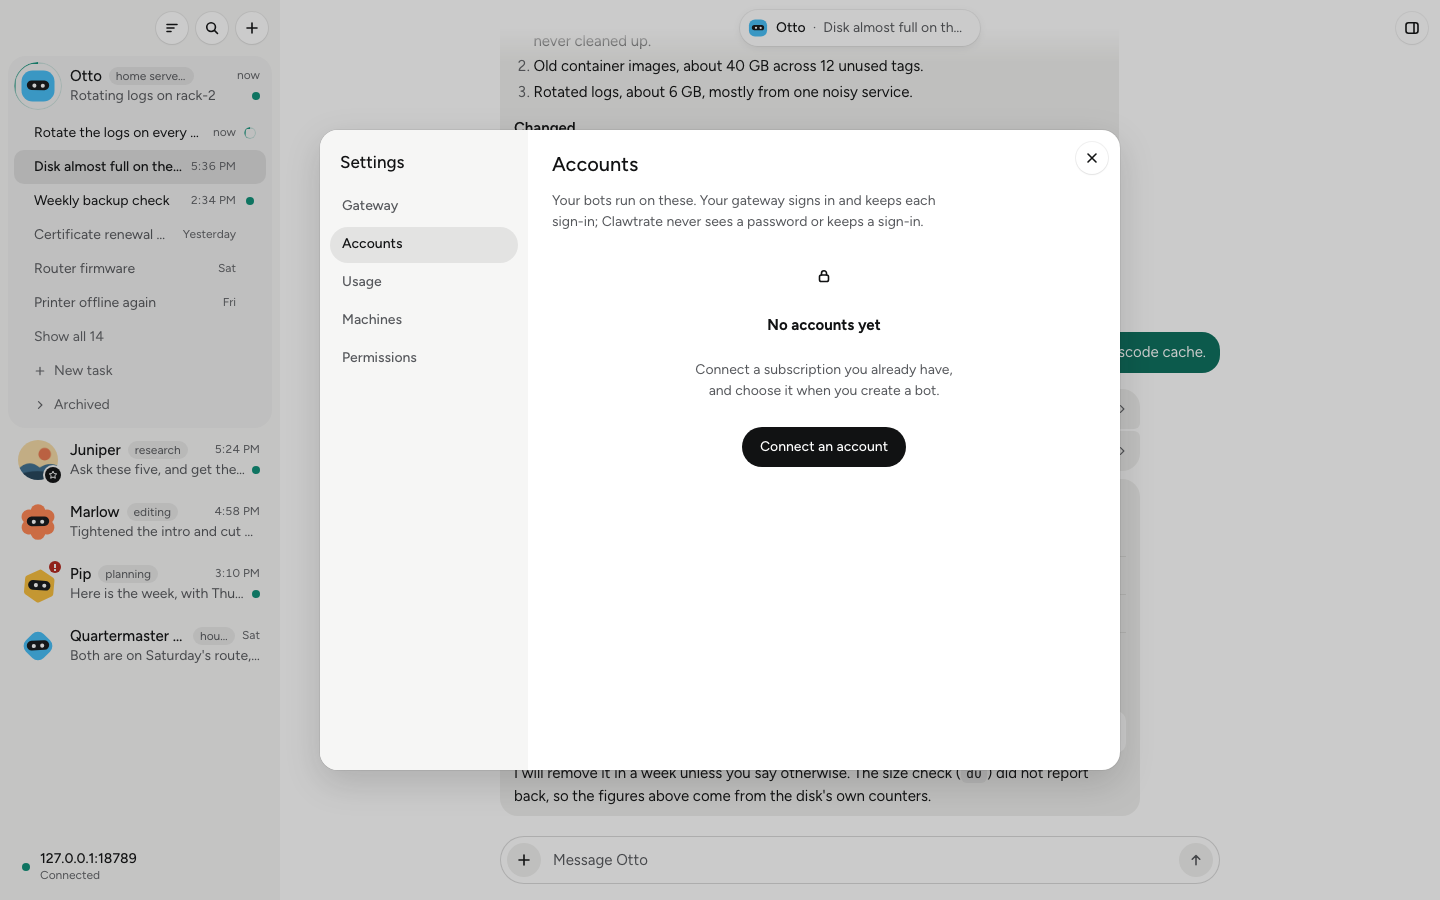 Otto home serve... now
Rotating logs on rack-2
Rotate the logs on every ... now
Disk almost full on the... 5:36 PM
Weekly backup check 2:34 PM
Certificate renewal ... Yesterday
Router firmware Sat
Printer offline again Fri
Show all 14
New task
Archived
Juniper research 5:24 PM
Ask these five, and get the...
Marlow editing 4:58 PM
Tightened the intro and cut ...
Pip planning 3:10 PM
Here is the week, with Thu...
Quartermaster ... hou... Sat
Both are on Saturday's route,...
127.0.0.1:18789
Connected
Otto · Disk almost full on th...
never cleaned up.
2. Old container images, about 40 GB across 12 unused tags.
3. Rotated logs, about 6 GB, mostly from one noisy service.
Changed
Settings
Gateway
Accounts
Usage
Machines
Permissions
Accounts
Your bots run on these. Your gateway signs in and keeps each
sign-in; Clawtrate never sees a password or keeps a sign-in.
No accounts yet
Connect a subscription you already have,
and choose it when you create a bot.
Connect an account
scode cache.
I will remove it in a week unless you say otherwise. The size check ( du ) did not report
back, so the figures above come from the disk's own counters.
Message Otto